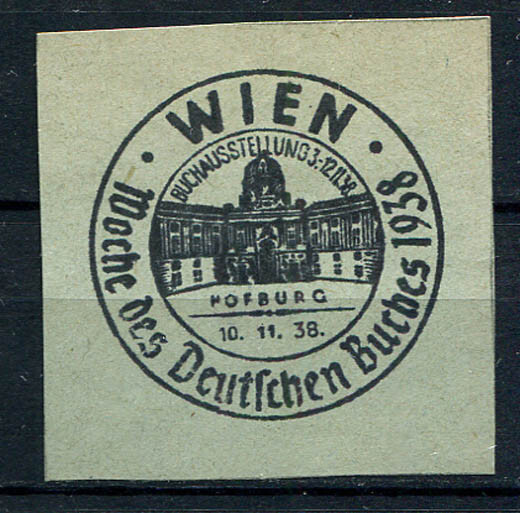 • WIEN •
BUCHAUSSTELLUNG 3.-12.11.38.
HOFBURG
10. 11. 38.
Woche des Deutschen Buches 1938